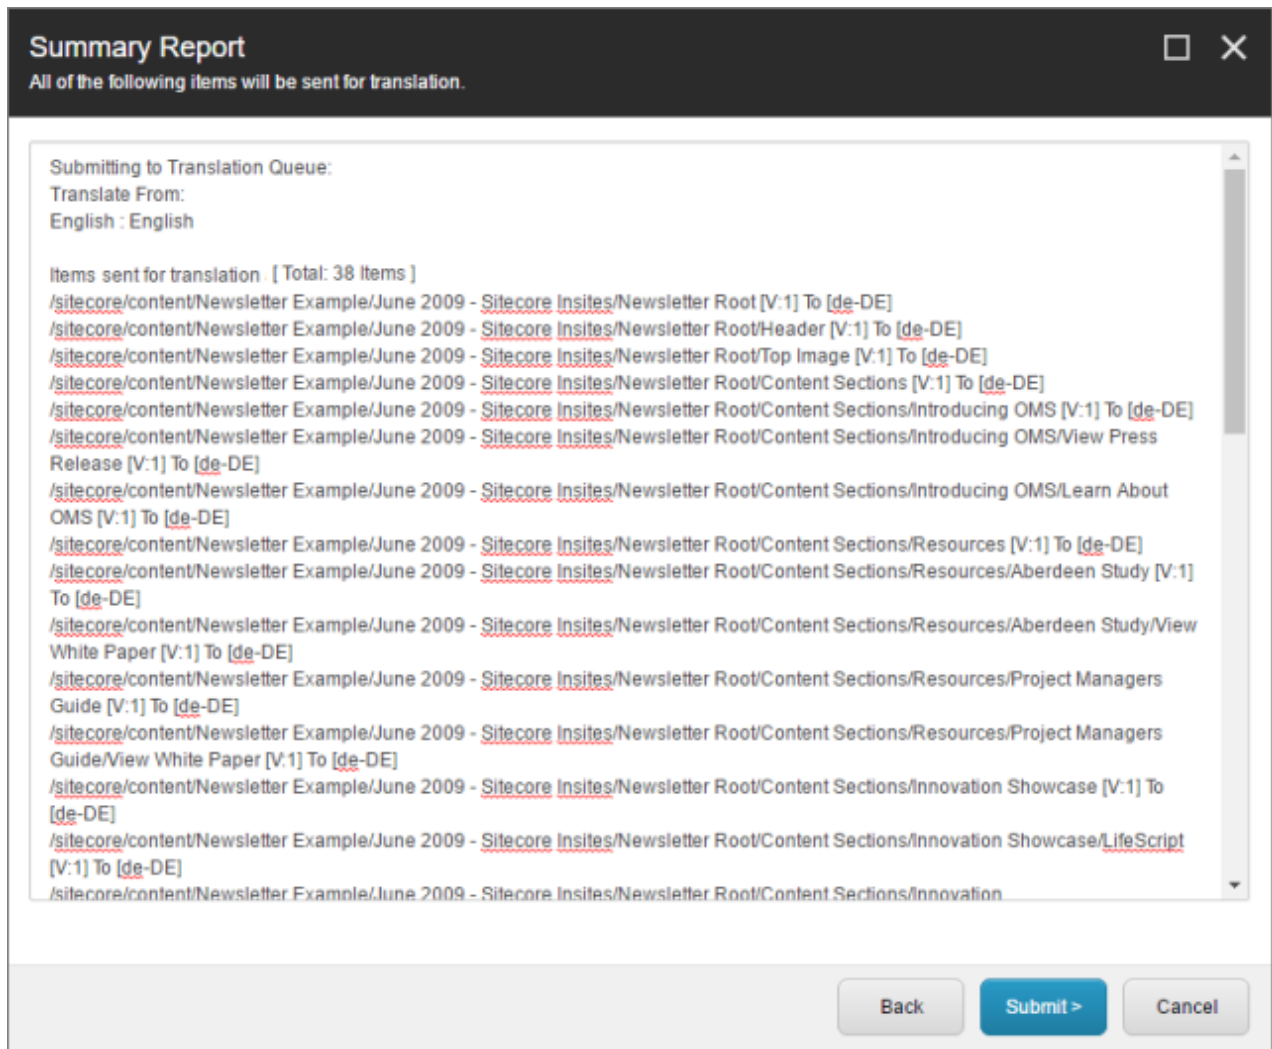 Summary Report
All of the following items will be sent for translation.
Submitting to Translation Queue:
Translate From:
English : English
Items sent for translation [ Total: 38 Items ]
/sitecore/content/Newsletter Example/June 2009 - Sitecore Insites/Newsletter Root [V:1] To [de-DE]
/sitecore/content/Newsletter Example/June 2009 - Sitecore Insites/Newsletter Root/Header [V:1] To [de-DE]
/sitecore/content/Newsletter Example/June 2009 - Sitecore Insites/Newsletter Root/Top Image [V:1] To [de-DE]
/sitecore/content/Newsletter Example/June 2009 - Sitecore Insites/Newsletter Root/Content Sections [V:1] To [de-DE]
/sitecore/content/Newsletter Example/June 2009 - Sitecore Insites/Newsletter Root/Content Sections/Introducing OMS [V:1] To [de-DE]
/sitecore/content/Newsletter Example/June 2009 - Sitecore Insites/Newsletter Root/Content Sections/Introducing OMS/View Press
Release [V:1] To [de-DE]
/sitecore/content/Newsletter Example/June 2009 - Sitecore Insites/Newsletter Root/Content Sections/Introducing OMS/Learn About
OMS [V:1] To [de-DE]
/sitecore/content/Newsletter Example/June 2009 - Sitecore Insites/Newsletter Root/Content Sections/Resources [V:1] To [de-DE]
/sitecore/content/Newsletter Example/June 2009 - Sitecore Insites/Newsletter Root/Content Sections/Resources/Aberdeen Study [V:1]
To [de-DE]
/sitecore/content/Newsletter Example/June 2009 - Sitecore Insites/Newsletter Root/Content Sections/Resources/Aberdeen Study/View
White Paper [V:1] To [de-DE]
/sitecore/content/Newsletter Example/June 2009 - Sitecore Insites/Newsletter Root/Content Sections/Resources/Project Managers
Guide [V:1] To [de-DE]
/sitecore/content/Newsletter Example/June 2009 - Sitecore Insites/Newsletter Root/Content Sections/Resources/Project Managers
Guide/View White Paper [V:1] To [de-DE]
/sitecore/content/Newsletter Example/June 2009 - Sitecore Insites/Newsletter Root/Content Sections/Innovation Showcase [V:1] To
[de-DE]
/sitecore/content/Newsletter Example/June 2009 - Sitecore Insites/Newsletter Root/Content Sections/Innovation Showcase/LifeScript
[V:1] To [de-DE]
/sitecore/content/Newsletter Example/June 2009 - Sitecore Insites/Newsletter Root/Content Sections/Innovation
Back
Submit >
Cancel